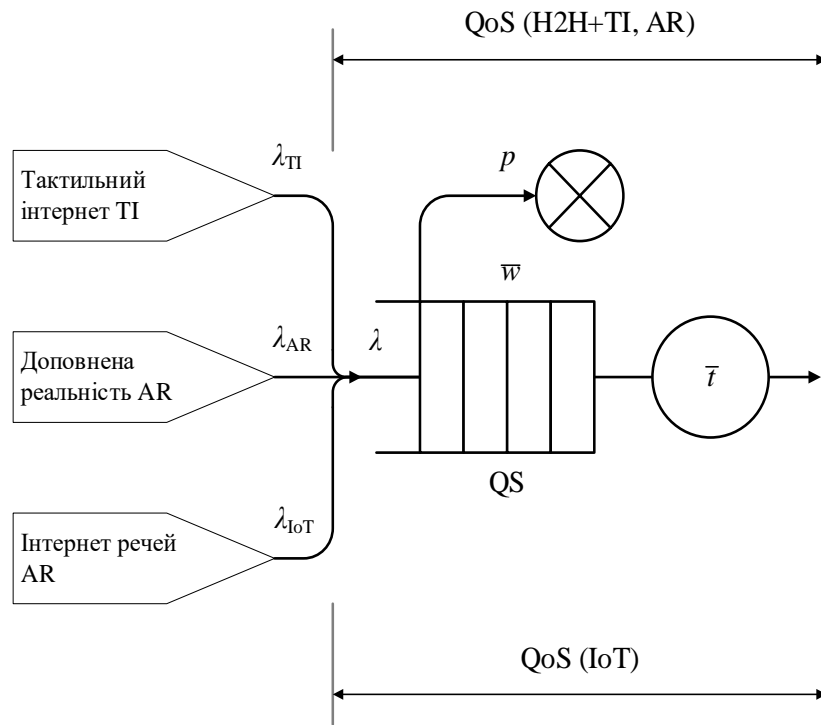 QoS (H2H+TI, AR)
λTI
p
Тактильний
інтернет TI
w̅
λAR
λ
Доповнена
реальність AR
t̅
QS
λIoT
Інтернет речей
AR
QoS (IoT)